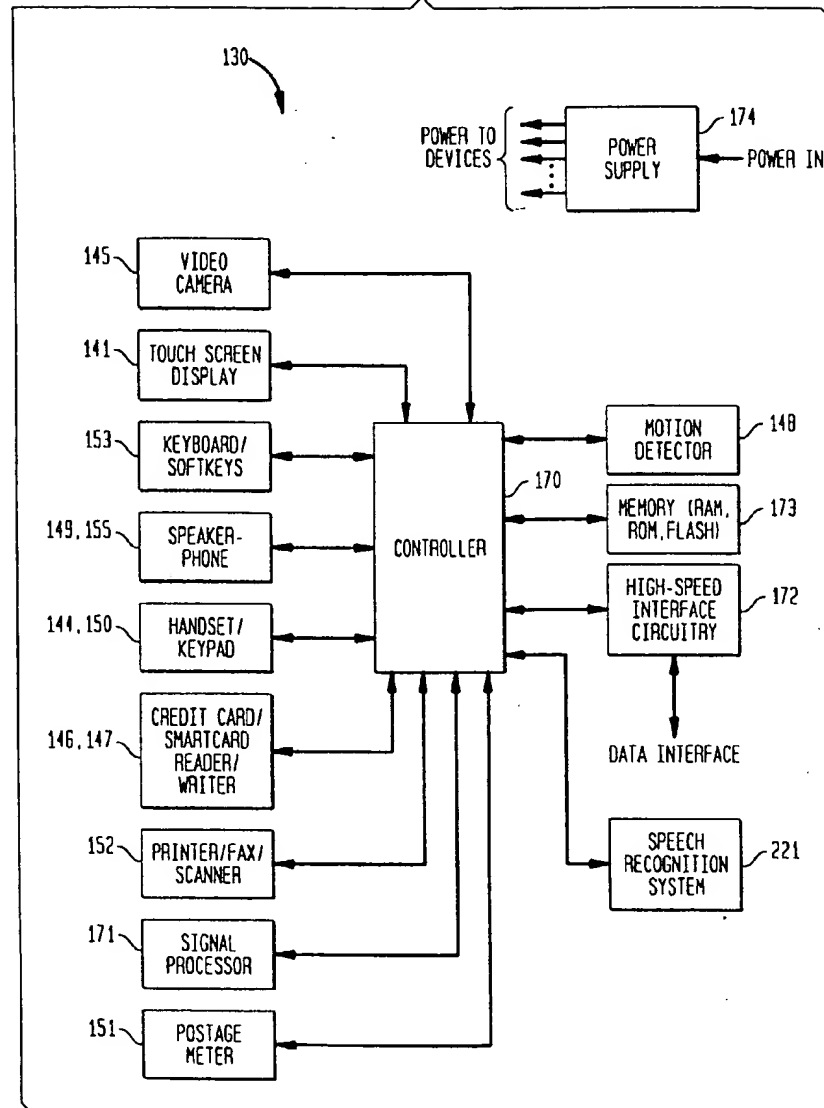 130
POWER TO
DEVICES
POWER
SUPPLY
174
POWER IN
145
VIDEO
CAMERA
141
TOUCH SCREEN
DISPLAY
153
KEYBOARD/
SOFTKEYS
149,155
SPEAKER-
PHONE
144,150
HANDSET/
KEYPAD
146,147
CREDIT CARD/
SMARTCARD
READER/
WRITER
152
PRINTER/FAX/
SCANNER
171
SIGNAL
PROCESSOR
151
POSTAGE
METER
CONTROLLER
170
MOTION
DETECTOR
148
MEMORY (RAM,
ROM,FLASH)
173
HIGH-SPEED
INTERFACE
CIRCUITRY
172
DATA INTERFACE
SPEECH
RECOGNITION
SYSTEM
221